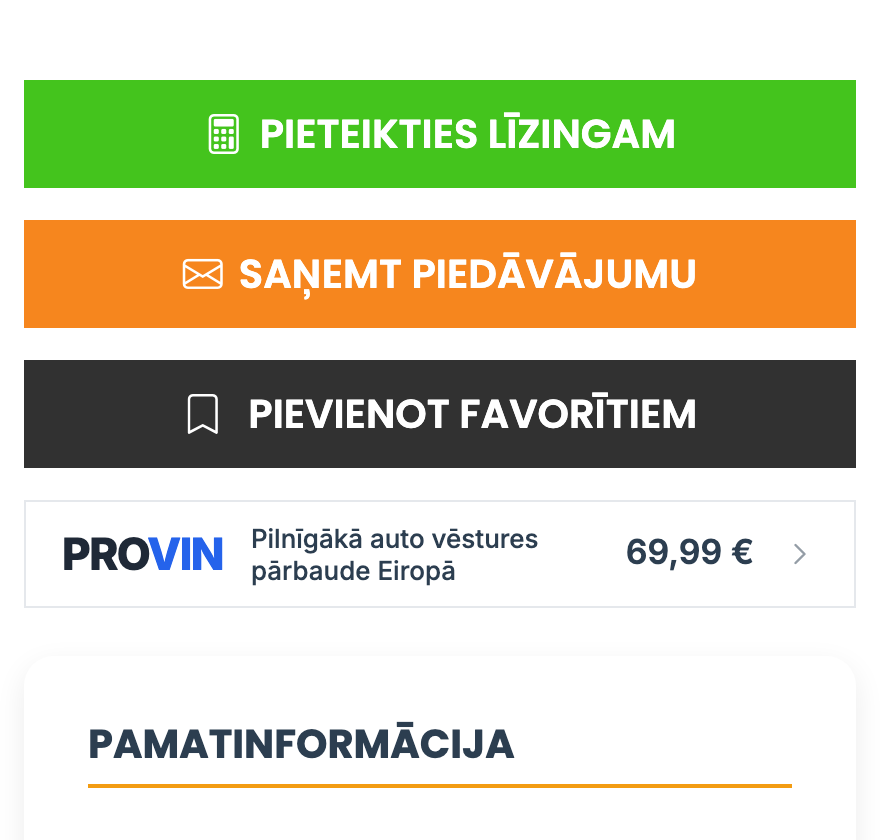 PIETEIKTIES LĪZINGAM
SAŅEMT PIEDĀVĀJUMU
PIEVIENOT FAVORĪTIEM
PROVIN
Pilnīgākā auto vēstures
pārbaude Eiropā
69,99 €
PAMATINFORMĀCIJA